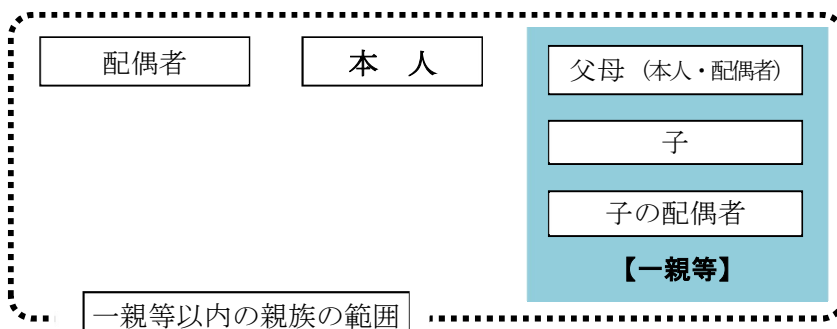 配偶者
本 人
父母（本人・配偶者）
子
子の配偶者
【一親等】
一親等以内の親族の範囲